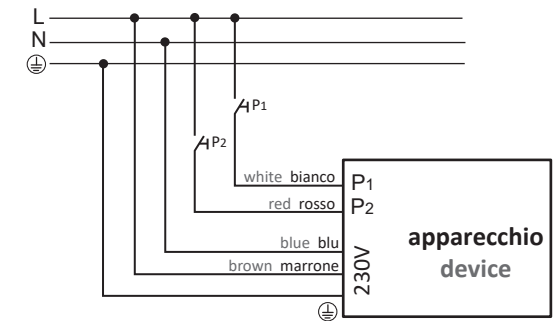 L
N
P1
P2
white bianco P1
red rosso P2
blue blu
brown marrone
230V
apparecchio
device